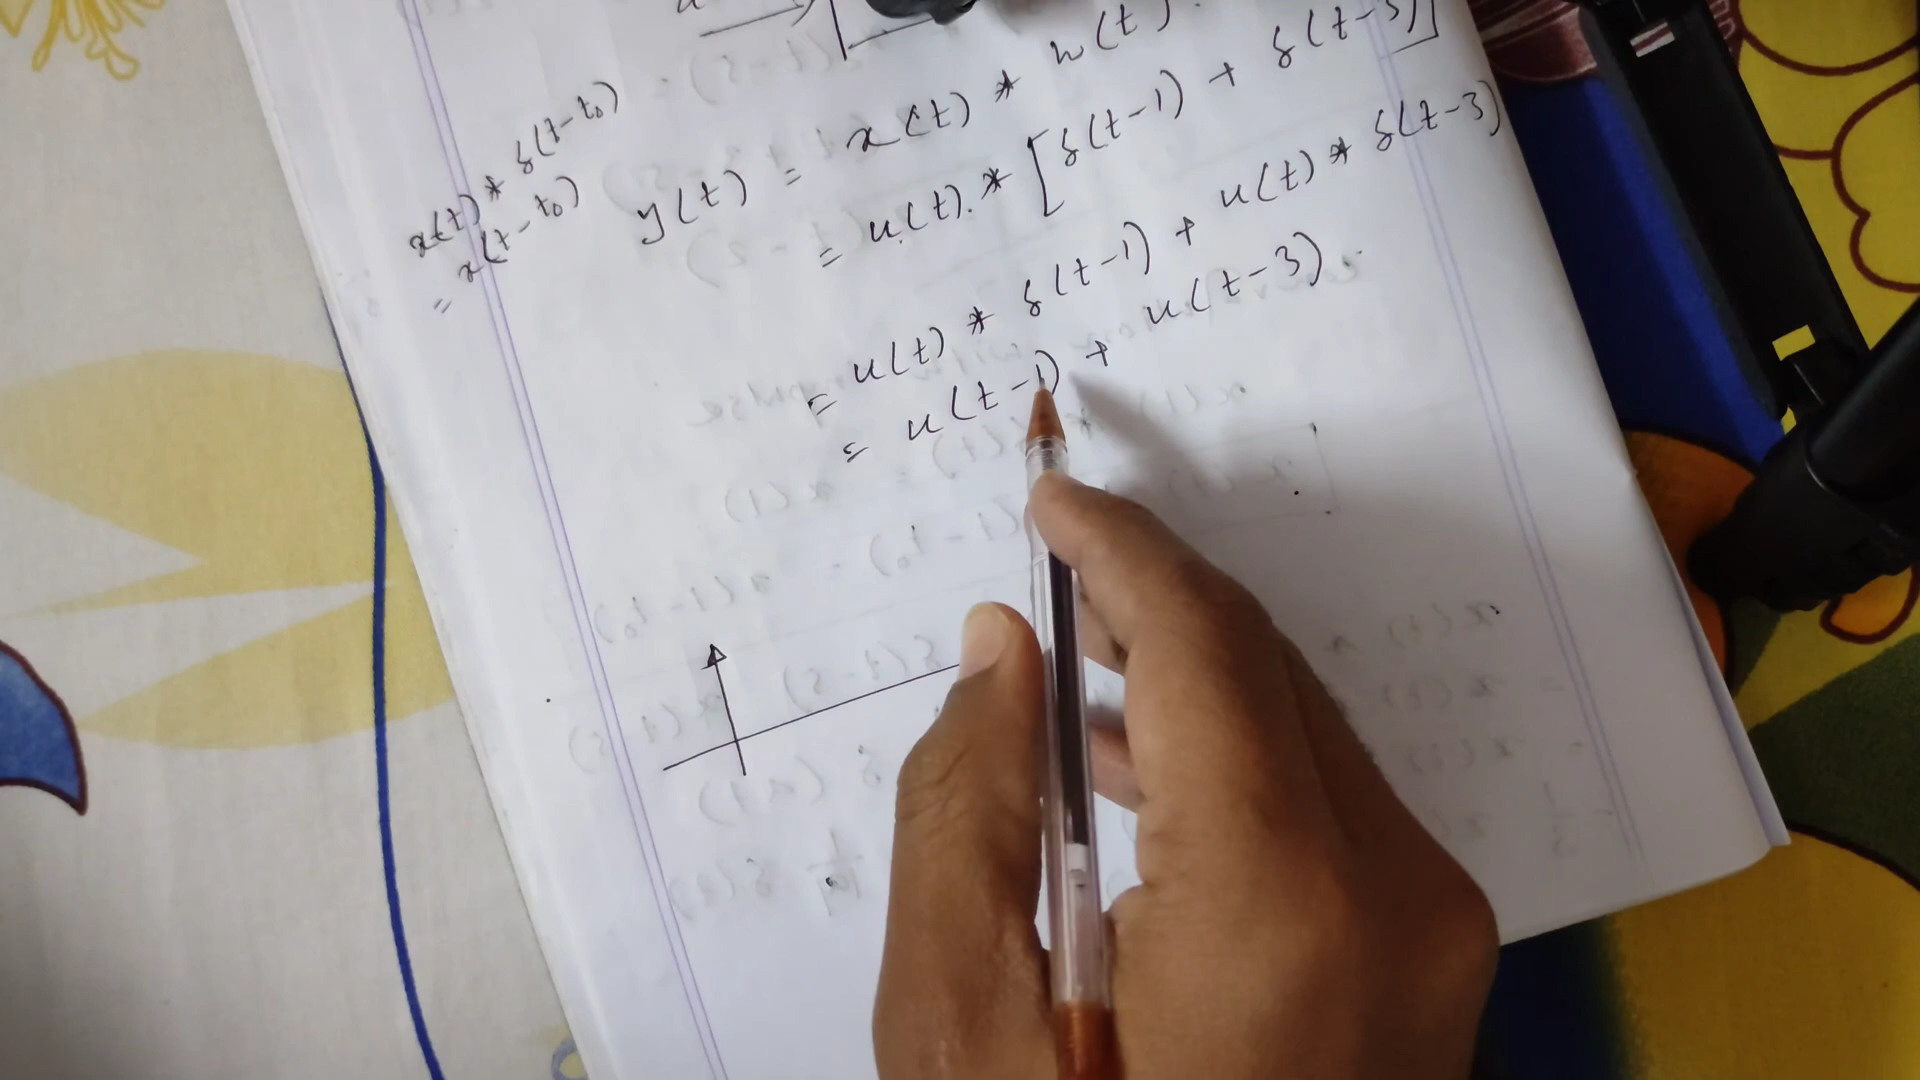 x(t) * δ(t-t₀)
= x(t-t₀)
y(t) = x(t) * h(t).
= u(t). * [δ(t-1) + δ(t-3)]
= u(t) * δ(t-1) + u(t) * δ(t-3)
= u(t-1) + u(t-3).